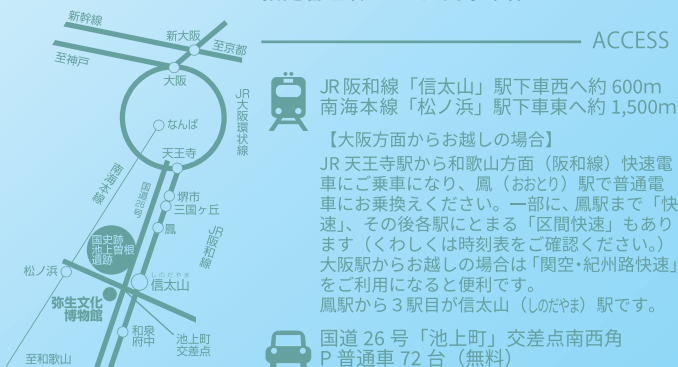 ACCESS
JR阪和線「信太山」駅下車西へ約 600m
南海本線「松ノ浜」駅下車東へ約 1,500m
【大阪方面からお越しの場合】
JR 天王寺駅から和歌山方面（阪和線）快速電
車にご乗車になり、鳳（おおとり）駅で普通電
車にお乗換えください。一部に、鳳駅まで「快
速」、その後各駅にとまる「区間快速」もあり
ます（くわしくは時刻表をご確認ください。）
大阪駅からお越しの場合は「関空・紀州路快速」
をご利用になると便利です。
鳳駅から３駅目が信太山（しのだやま）駅です。
国道 26 号「池上町」交差点南西角
P 普通車 72 台（無料）
新幹線
新大阪
至京都
至神戸
大阪
JR大阪環状線
なんば
天王寺
南海本線
国道26号
堺市
三国ヶ丘
鳳
JR阪和線
国史跡
池上曽根
遺跡
松ノ浜
しのだやま
信太山
弥生文化
博物館
和泉
府中
池上町
交差点
至和歌山